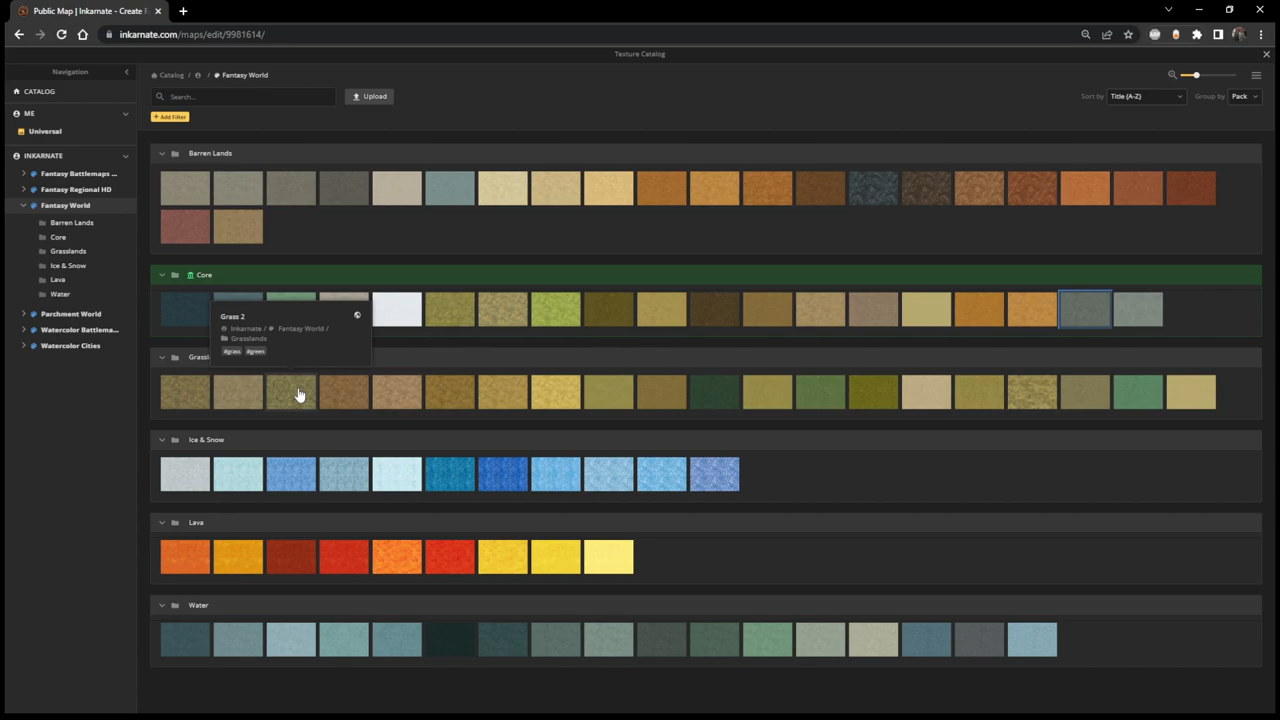 Public Map | Inkarnate - Create F
inkarnate.com/maps/edit/9981614/
Texture Catalog
Navigation
CATALOG
ME
Universal
INKARNATE
Fantasy Battlemaps ...
Fantasy Regional HD
Fantasy World
Barren Lands
Core
Grasslands
Ice & Snow
Lava
Water
Parchment World
Watercolor Battlema...
Watercolor Cities
Catalog / / Fantasy World
Search...
Upload
Sort by Title (A-Z) Group by Pack
+ Add Filter
Barren Lands
Core
Grass 2
Inkarnate / Fantasy World /
Grasslands
#grass #green
Grassl
Ice & Snow
Lava
Water